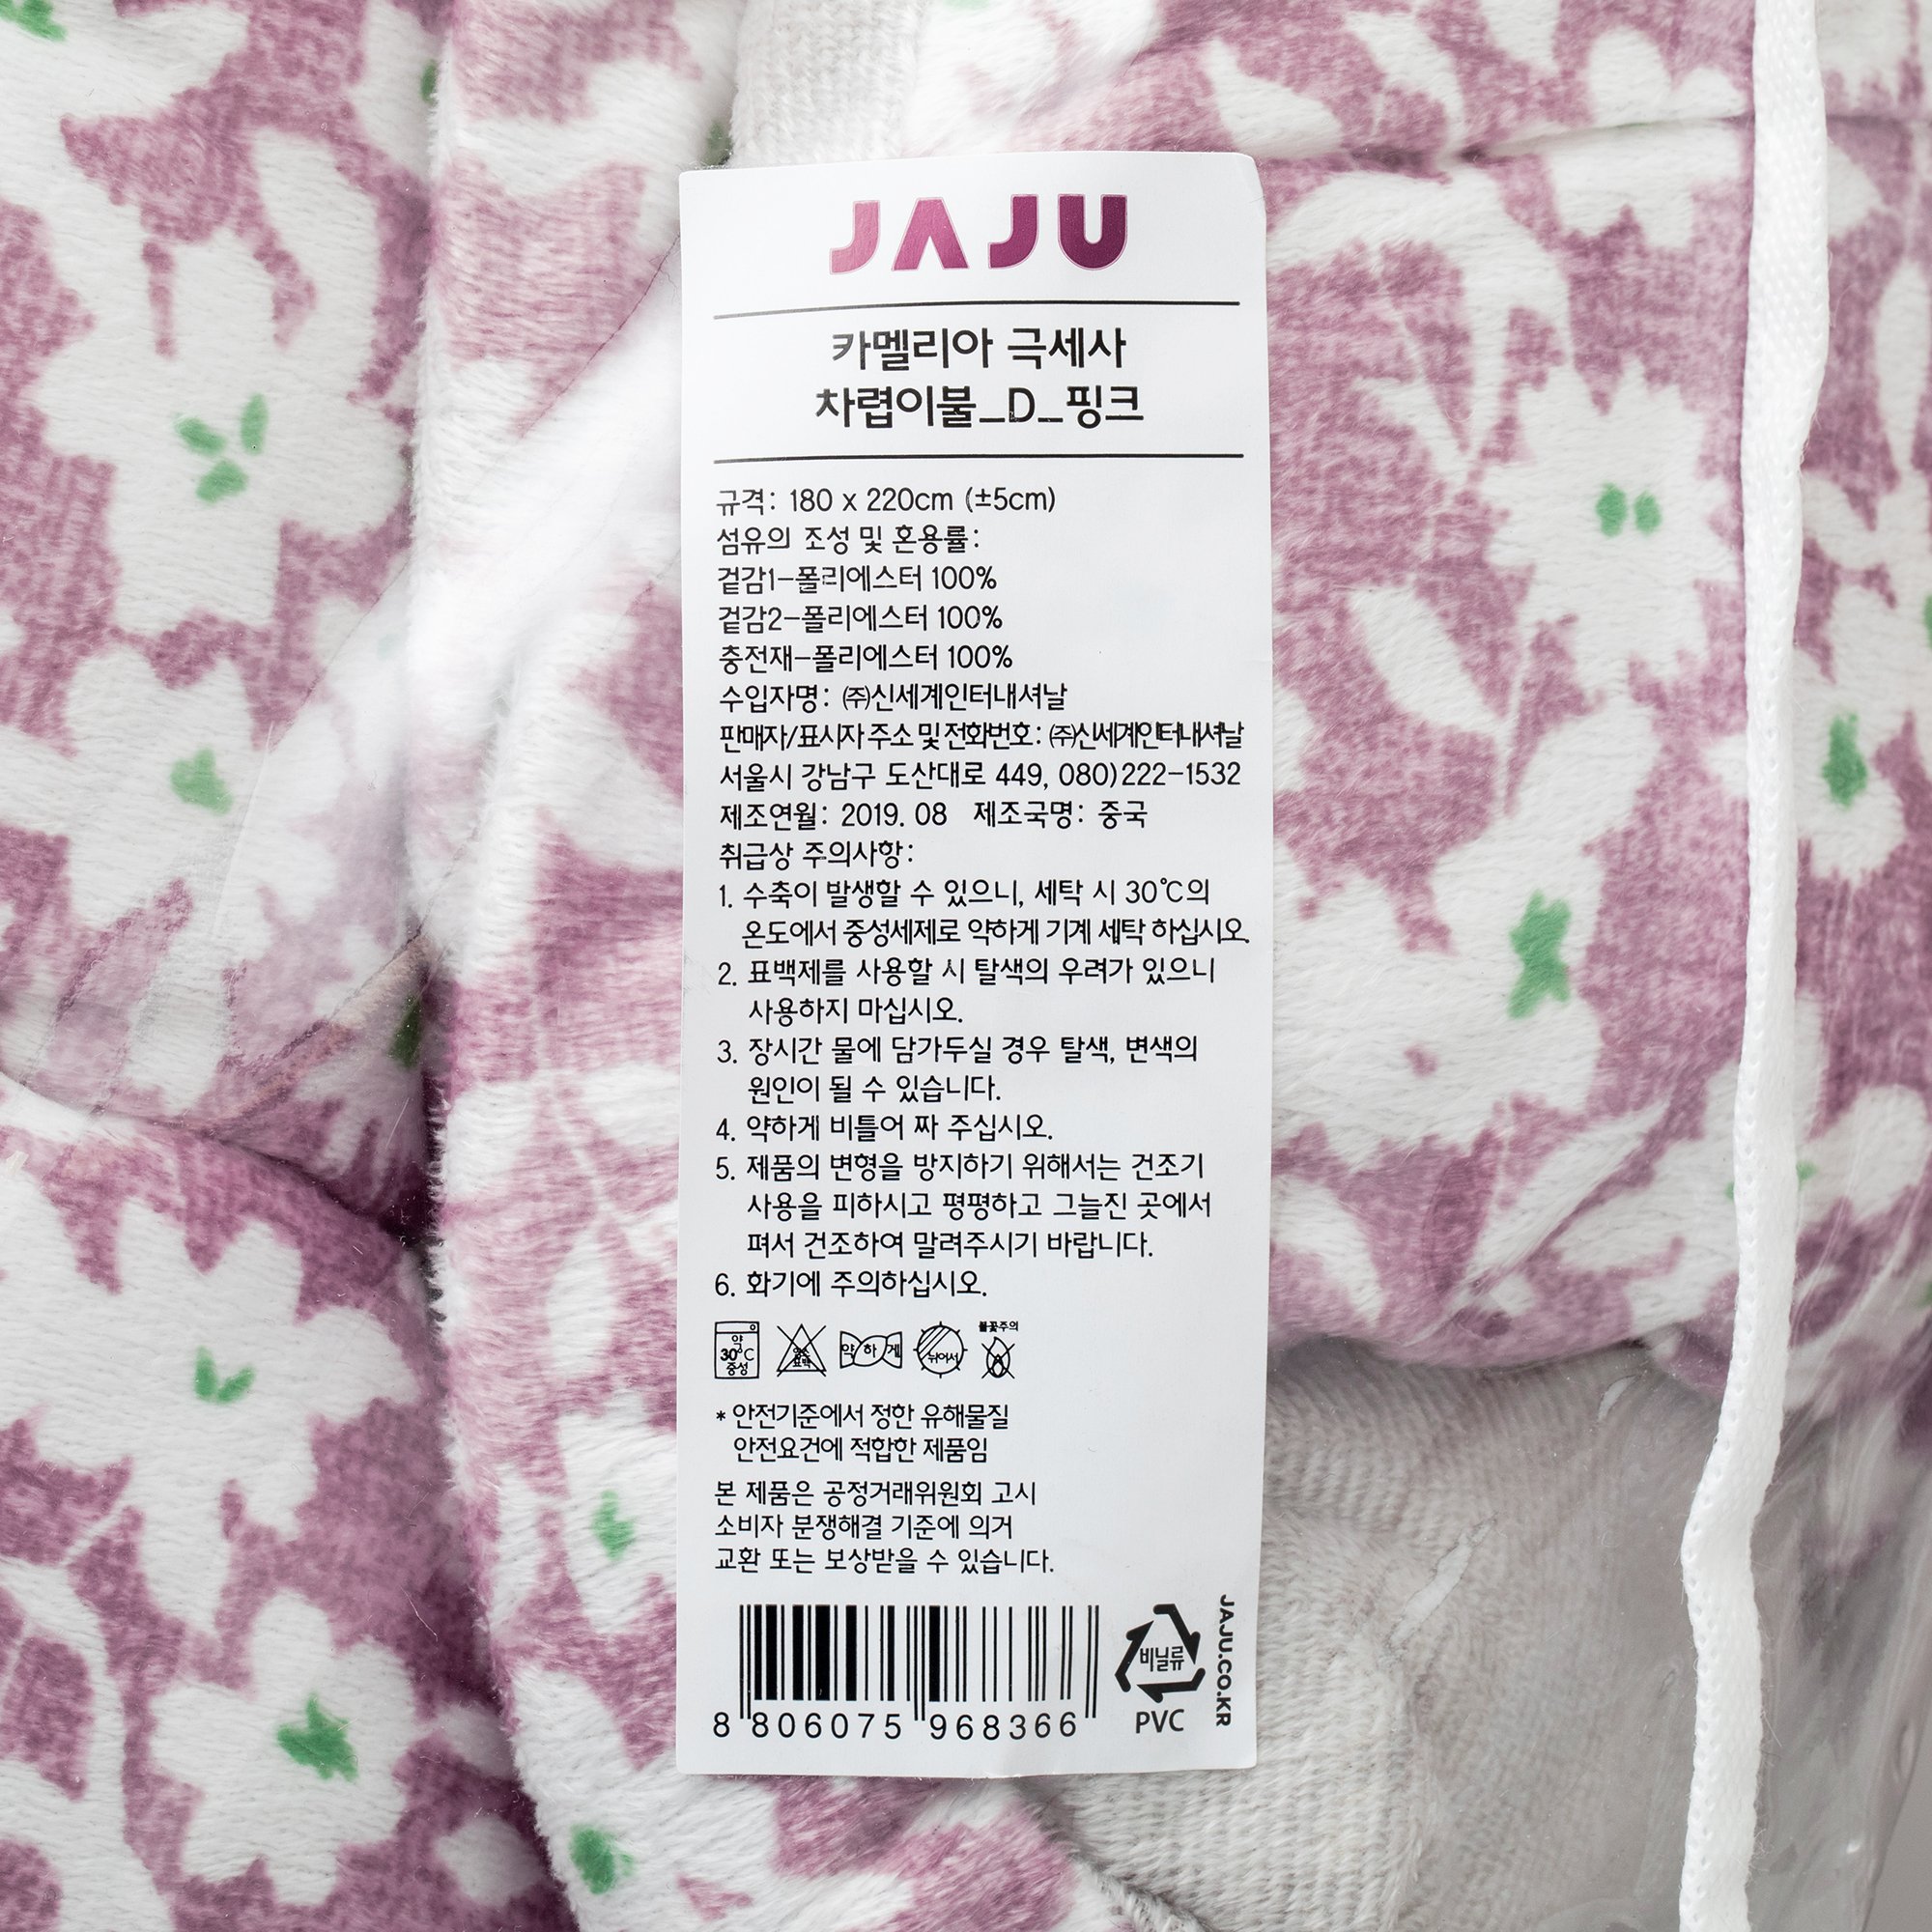 JAJU
카멜리아 극세사
차렵이불_D_핑크
규격: 180 x 220cm (±5cm)
섬유의 조성 및 혼용률:
겉감1-폴리에스터 100%
겉감2-폴리에스터 100%
충전재-폴리에스터 100%
수입자명: ㈜신세계인터내셔날
판매자/표시자 주소 및 전화번호: ㈜신세계인터내셔날
서울시 강남구 도산대로 449, 080)222-1532
제조연월: 2019. 08 제조국명: 중국
취급상 주의사항:
1. 수축이 발생할 수 있으니, 세탁 시 30℃의
온도에서 중성세제로 약하게 기계 세탁 하십시오.
2. 표백제를 사용할 시 탈색의 우려가 있으니
사용하지 마십시오.
3. 장시간 물에 담가두실 경우 탈색, 변색의
원인이 될 수 있습니다.
4. 약하게 비틀어 짜 주십시오.
5. 제품의 변형을 방지하기 위해서는 건조기
사용을 피하시고 평평하고 그늘진 곳에서
펴서 건조하여 말려주시기 바랍니다.
6. 화기에 주의하십시오.
불꽃주의
약
30℃
중성
표백
약 하 게
뉘어서
* 안전기준에서 정한 유해물질
안전요건에 적합한 제품임
본 제품은 공정거래위원회 고시
소비자 분쟁해결 기준에 의거
교환 또는 보상받을 수 있습니다.
8 806075 968366
비닐류
PVC
JAJU.CO.KR